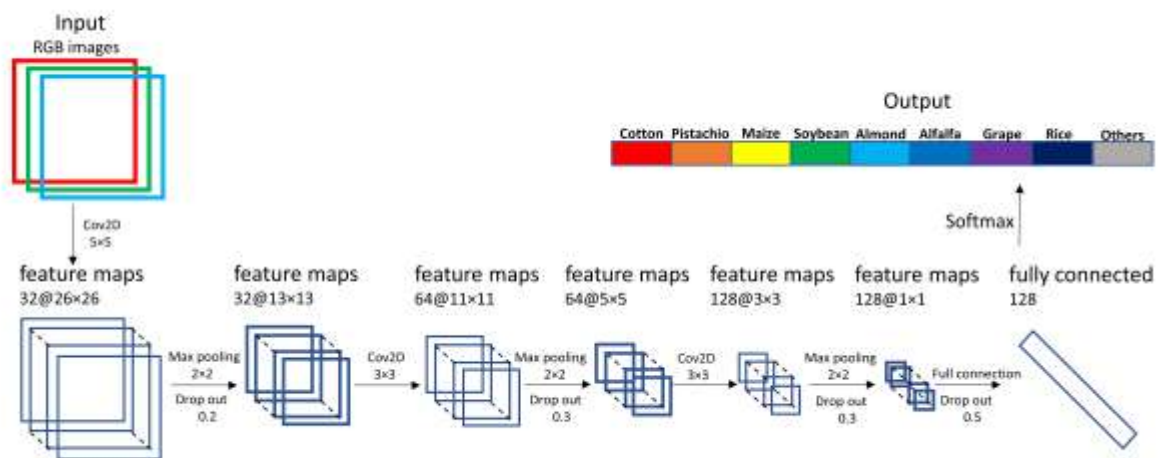 Input
RGB images
Cov2D
5×5
Output
Cotton Pistachio Maize Soybean Almond Alfalfa Grape Rice Others
Softmax
feature maps
32@26×26
feature maps
32@13×13
feature maps
64@11×11
feature maps
64@5×5
feature maps
128@3×3
feature maps
128@1×1
fully connected
128
Max pooling
2×2
Drop out
0.2
Cov2D
3×3
Max pooling
2×2
Drop out
0.3
Cov2D
3×3
Max pooling
2×2
Drop out
0.3
Full connection
Drop out
0.5